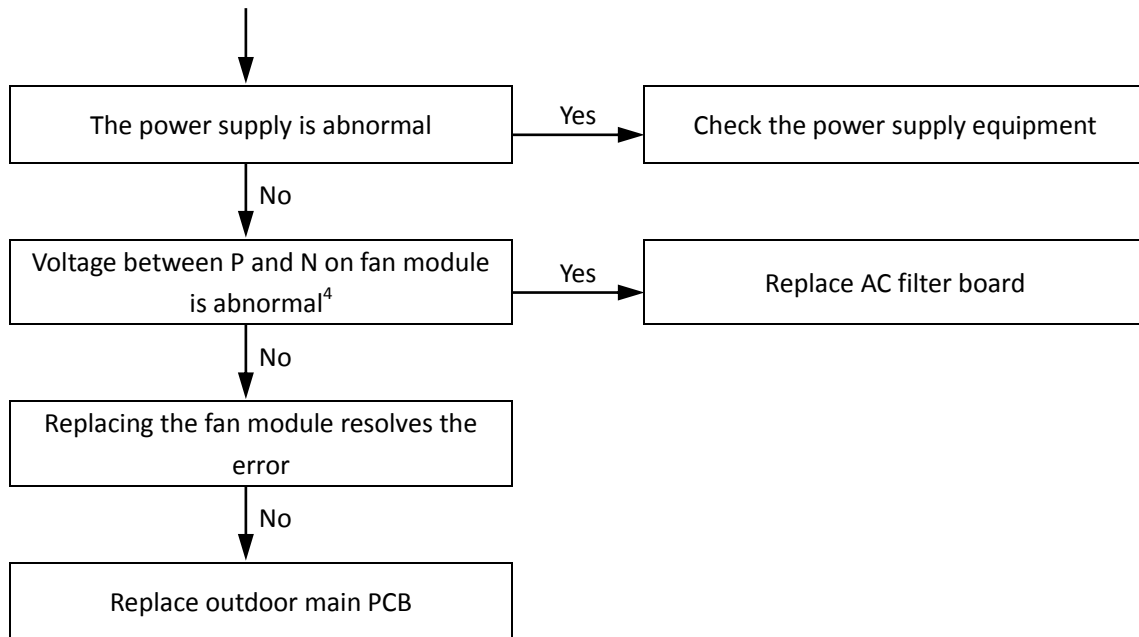 The power supply is abnormal
Yes
Check the power supply equipment
No
Voltage between P and N on fan module
is abnormal⁴
Yes
Replace AC filter board
No
Replacing the fan module resolves the
error
No
Replace outdoor main PCB